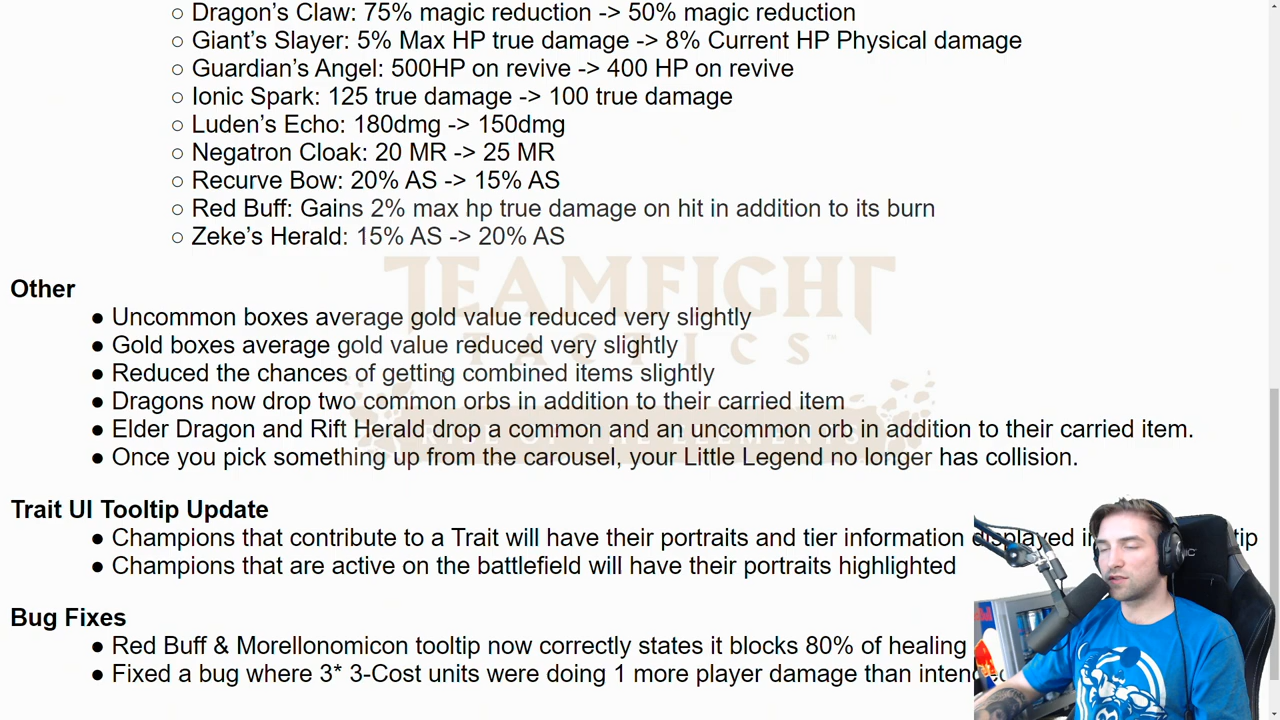 ○ Dragon’s Claw: 75% magic reduction -> 50% magic reduction
○ Giant’s Slayer: 5% Max HP true damage -> 8% Current HP Physical damage
○ Guardian’s Angel: 500HP on revive -> 400 HP on revive
○ Ionic Spark: 125 true damage -> 100 true damage
○ Luden’s Echo: 180dmg -> 150dmg
○ Negatron Cloak: 20 MR -> 25 MR
○ Recurve Bow: 20% AS -> 15% AS
○ Red Buff: Gains 2% max hp true damage on hit in addition to its burn
○ Zeke’s Herald: 15% AS -> 20% AS
TEAMFIGHT
TACTICS™
RISE OF THE ELEMENTS
Other
● Uncommon boxes average gold value reduced very slightly
● Gold boxes average gold value reduced very slightly
● Reduced the chances of getting combined items slightly
● Dragons now drop two common orbs in addition to their carried item
● Elder Dragon and Rift Herald drop a common and an uncommon orb in addition to their carried item.
● Once you pick something up from the carousel, your Little Legend no longer has collision.
Trait UI Tooltip Update
● Champions that contribute to a Trait will have their portraits and tier information displayed
● Champions that are active on the battlefield will have their portraits highlighted
Bug Fixes
● Red Buff & Morellonomicon tooltip now correctly states it blocks 80% of healing
● Fixed a bug where 3* 3-Cost units were doing 1 more player damage than